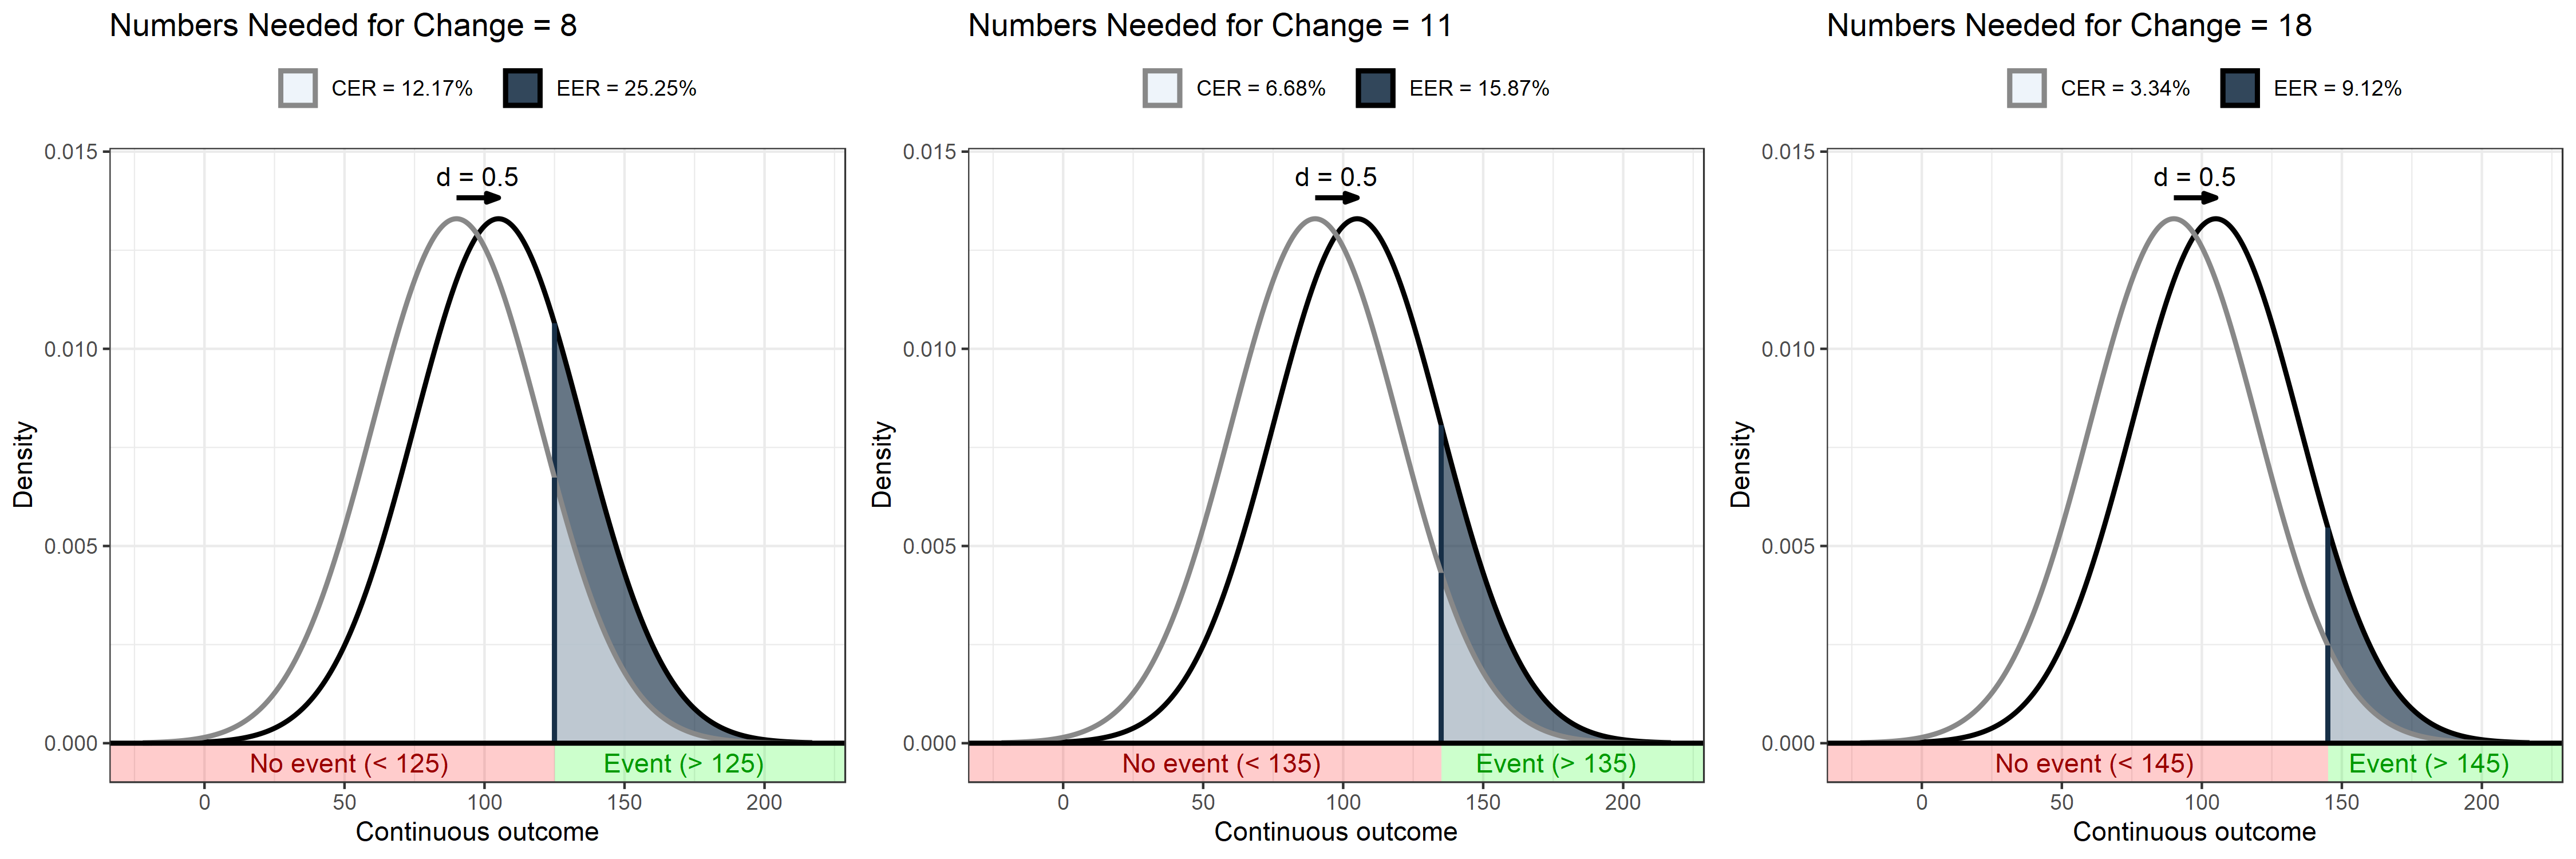 Numbers Needed for Change = 8
CER = 12.17% EER = 25.25%
d = 0.5
0.015
0.010
0.005
0.000
Density
No event (< 125) Event (> 125)
0 50 100 150 200
Continuous outcome
Numbers Needed for Change = 11
CER = 6.68% EER = 15.87%
d = 0.5
0.015
0.010
0.005
0.000
Density
No event (< 135) Event (> 135)
0 50 100 150 200
Continuous outcome
Numbers Needed for Change = 18
CER = 3.34% EER = 9.12%
d = 0.5
0.015
0.010
0.005
0.000
Density
No event (< 145) Event (> 145)
0 50 100 150 200
Continuous outcome